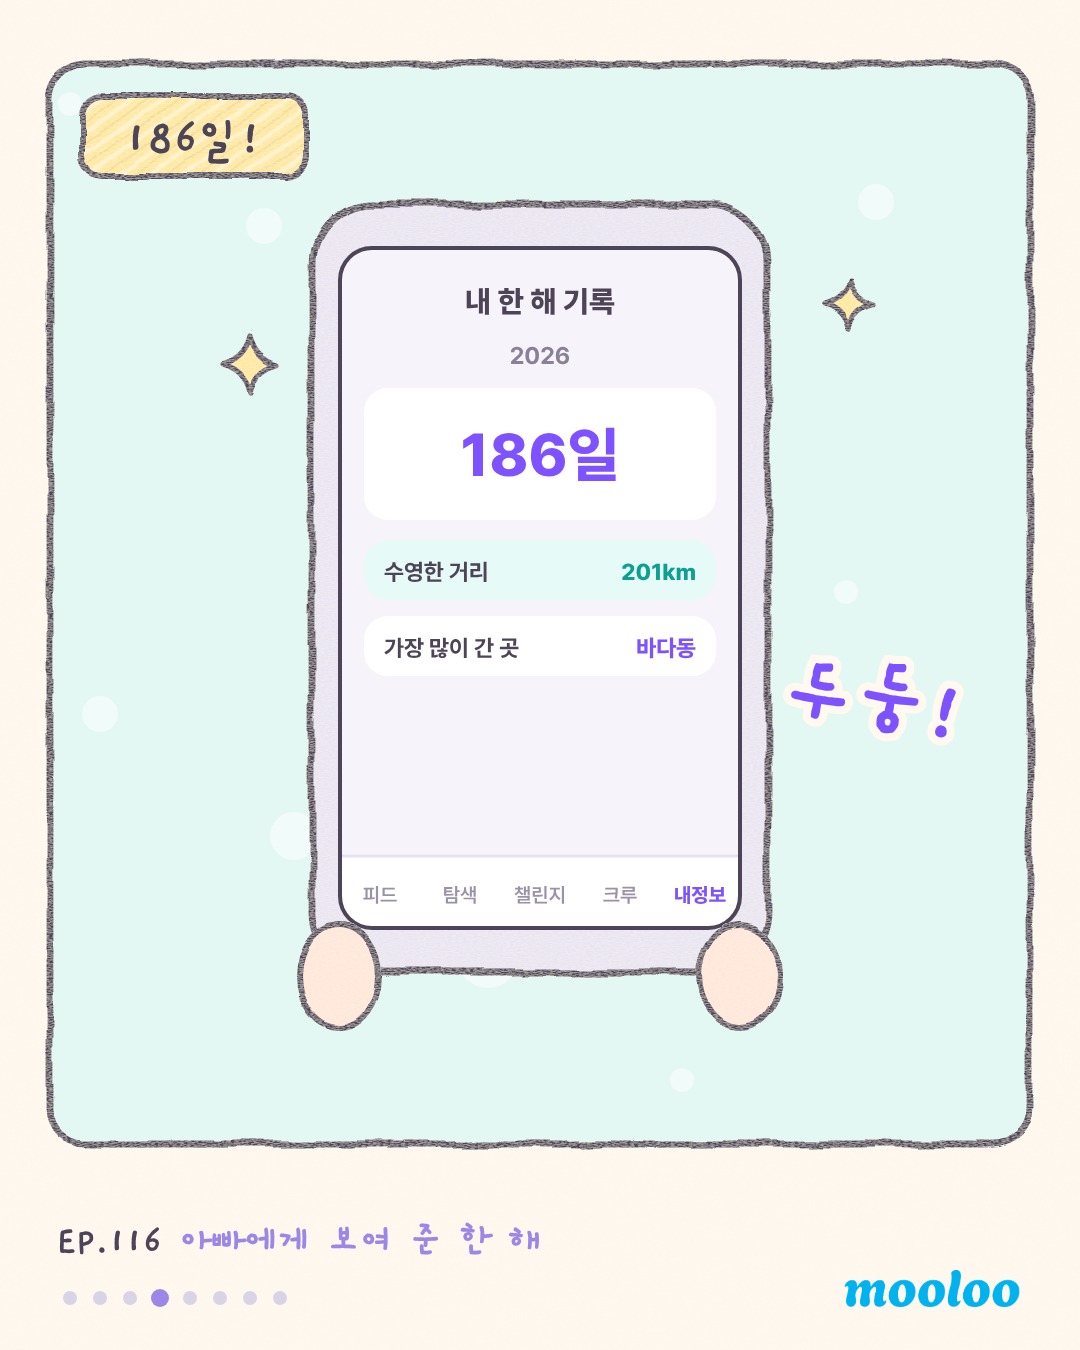 186일!
내 한 해 기록
2026
186일
수영한 거리 201km
가장 많이 간 곳 바다동
두둥!
피드 탐색 챌린지 크루 내정보
EP.116 아빠에게 보여 준 한 해
mooloo